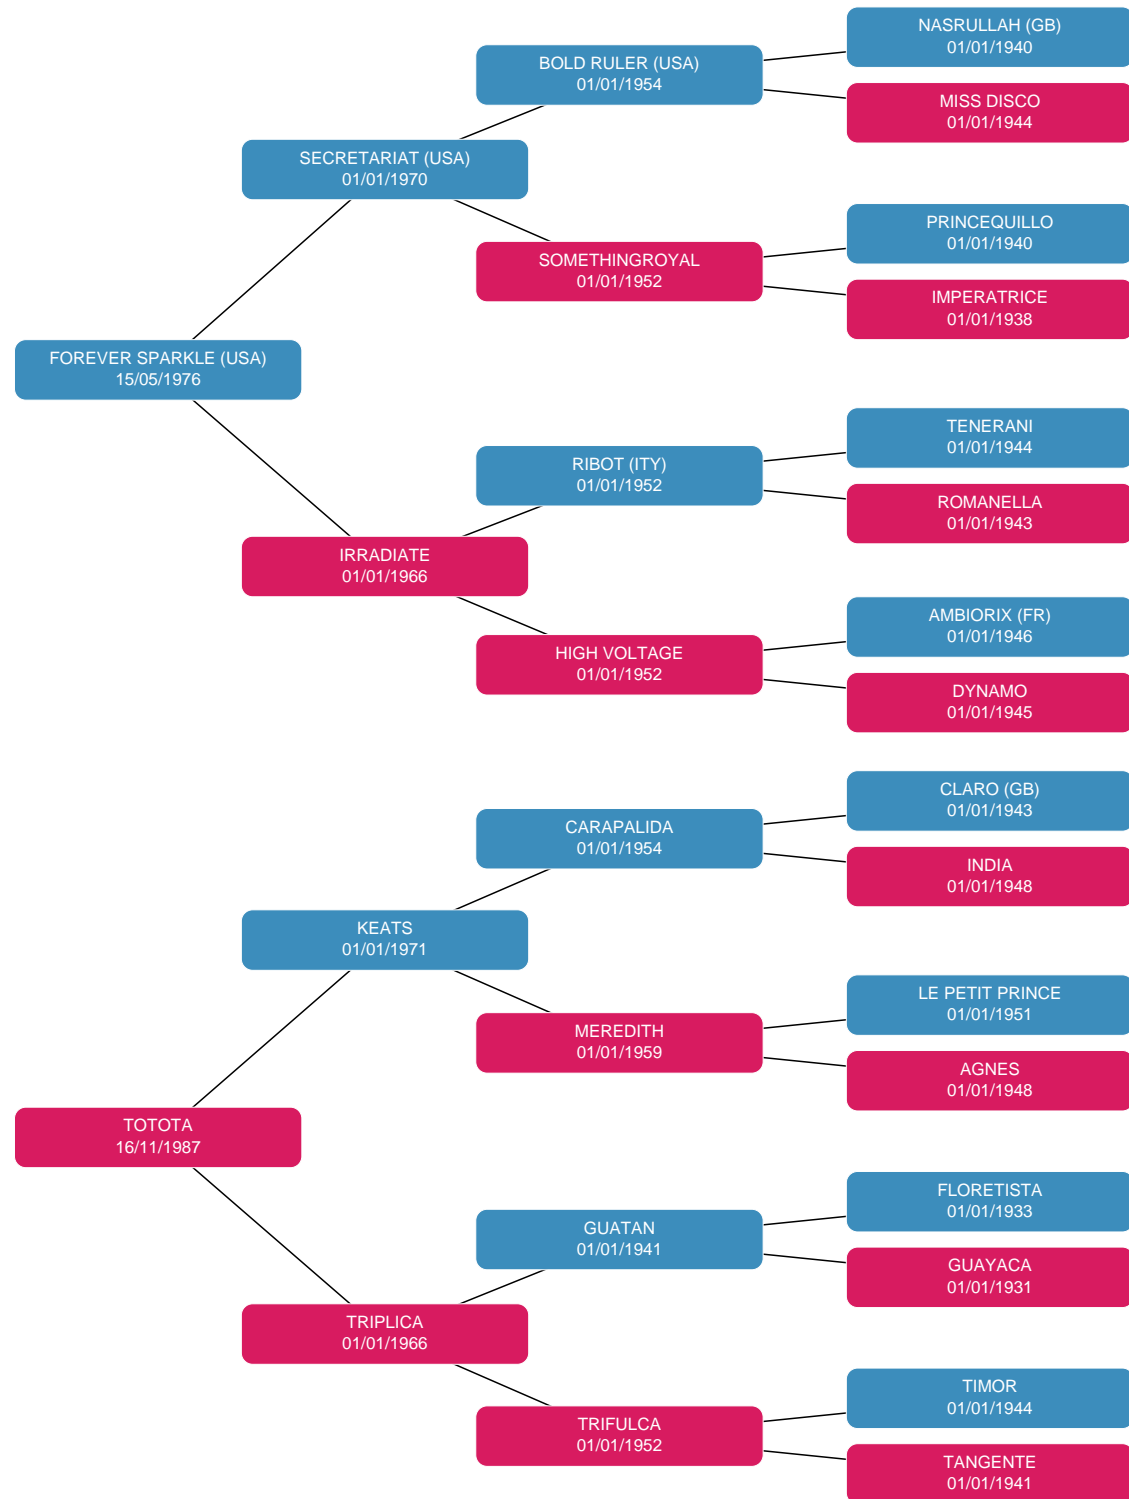 NASRULLAH (GB)
01/01/1940
BOLD RULER (USA)
01/01/1954
MISS DISCO
01/01/1944
SECRETARIAT (USA)
01/01/1970
PRINCEQUILLO
01/01/1940
SOMETHINGROYAL
01/01/1952
IMPERATRICE
01/01/1938
FOREVER SPARKLE (USA)
15/05/1976
TENERANI
01/01/1944
RIBOT (ITY)
01/01/1952
ROMANELLA
01/01/1943
IRRADIATE
01/01/1966
AMBIORIX (FR)
01/01/1946
HIGH VOLTAGE
01/01/1952
DYNAMO
01/01/1945
CLARO (GB)
01/01/1943
CARAPALIDA
01/01/1954
INDIA
01/01/1948
KEATS
01/01/1971
LE PETIT PRINCE
01/01/1951
MEREDITH
01/01/1959
AGNES
01/01/1948
TOTOTA
16/11/1987
FLORETISTA
01/01/1933
GUATAN
01/01/1941
GUAYACA
01/01/1931
TRIPLICA
01/01/1966
TIMOR
01/01/1944
TRIFULCA
01/01/1952
TANGENTE
01/01/1941